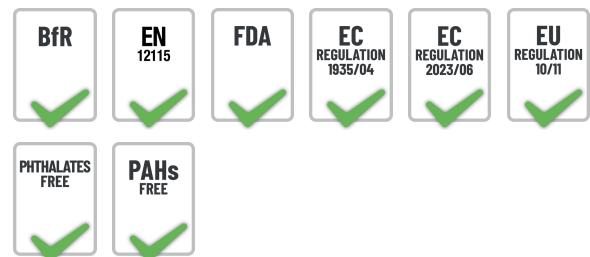 BfR
EN
12115
FDA
EC
REGULATION
1935/04
EC
REGULATION
2023/06
EU
REGULATION
10/11
PHTHALATES
FREE
PAHs
FREE